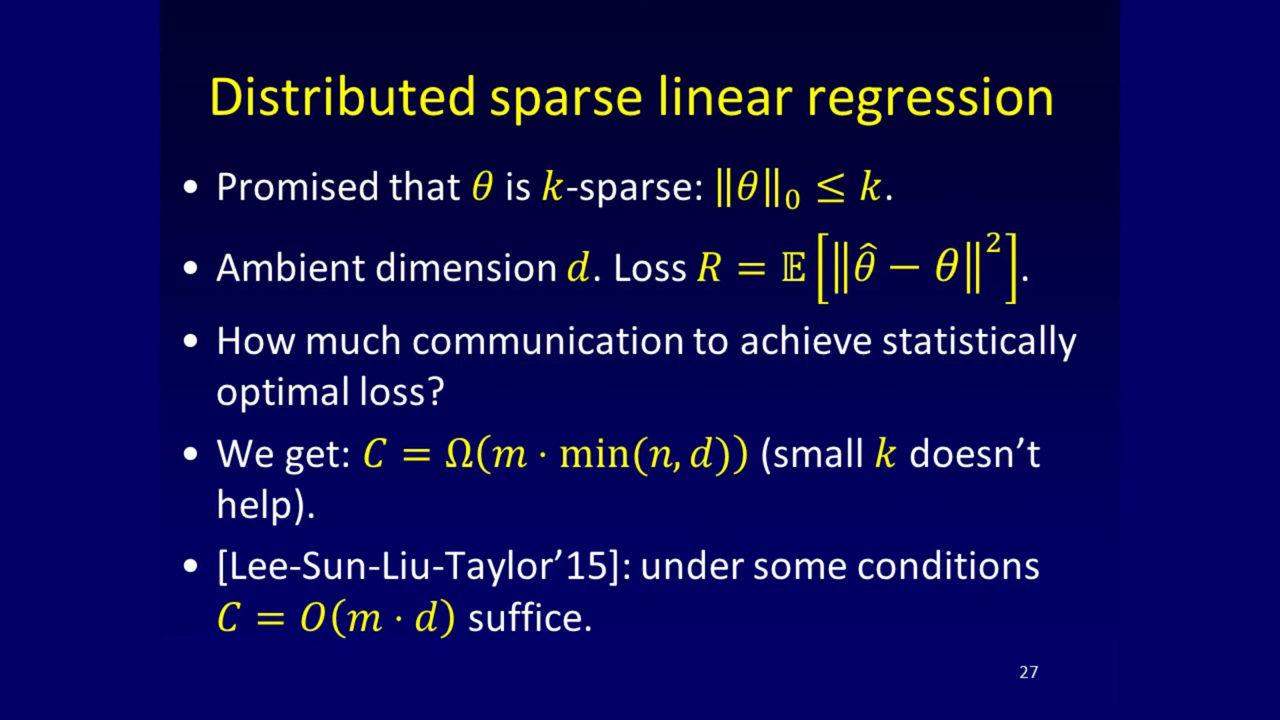 Distributed sparse linear regression
• Promised that θ is k-sparse: ‖θ‖₀ ≤ k.
• Ambient dimension d. Loss R = 𝔼[‖θ̂ − θ‖²].
• How much communication to achieve statistically
optimal loss?
• We get: C = Ω(m · min(n, d)) (small k doesn’t
help).
• [Lee-Sun-Liu-Taylor’15]: under some conditions
C = O(m · d) suffice.
27